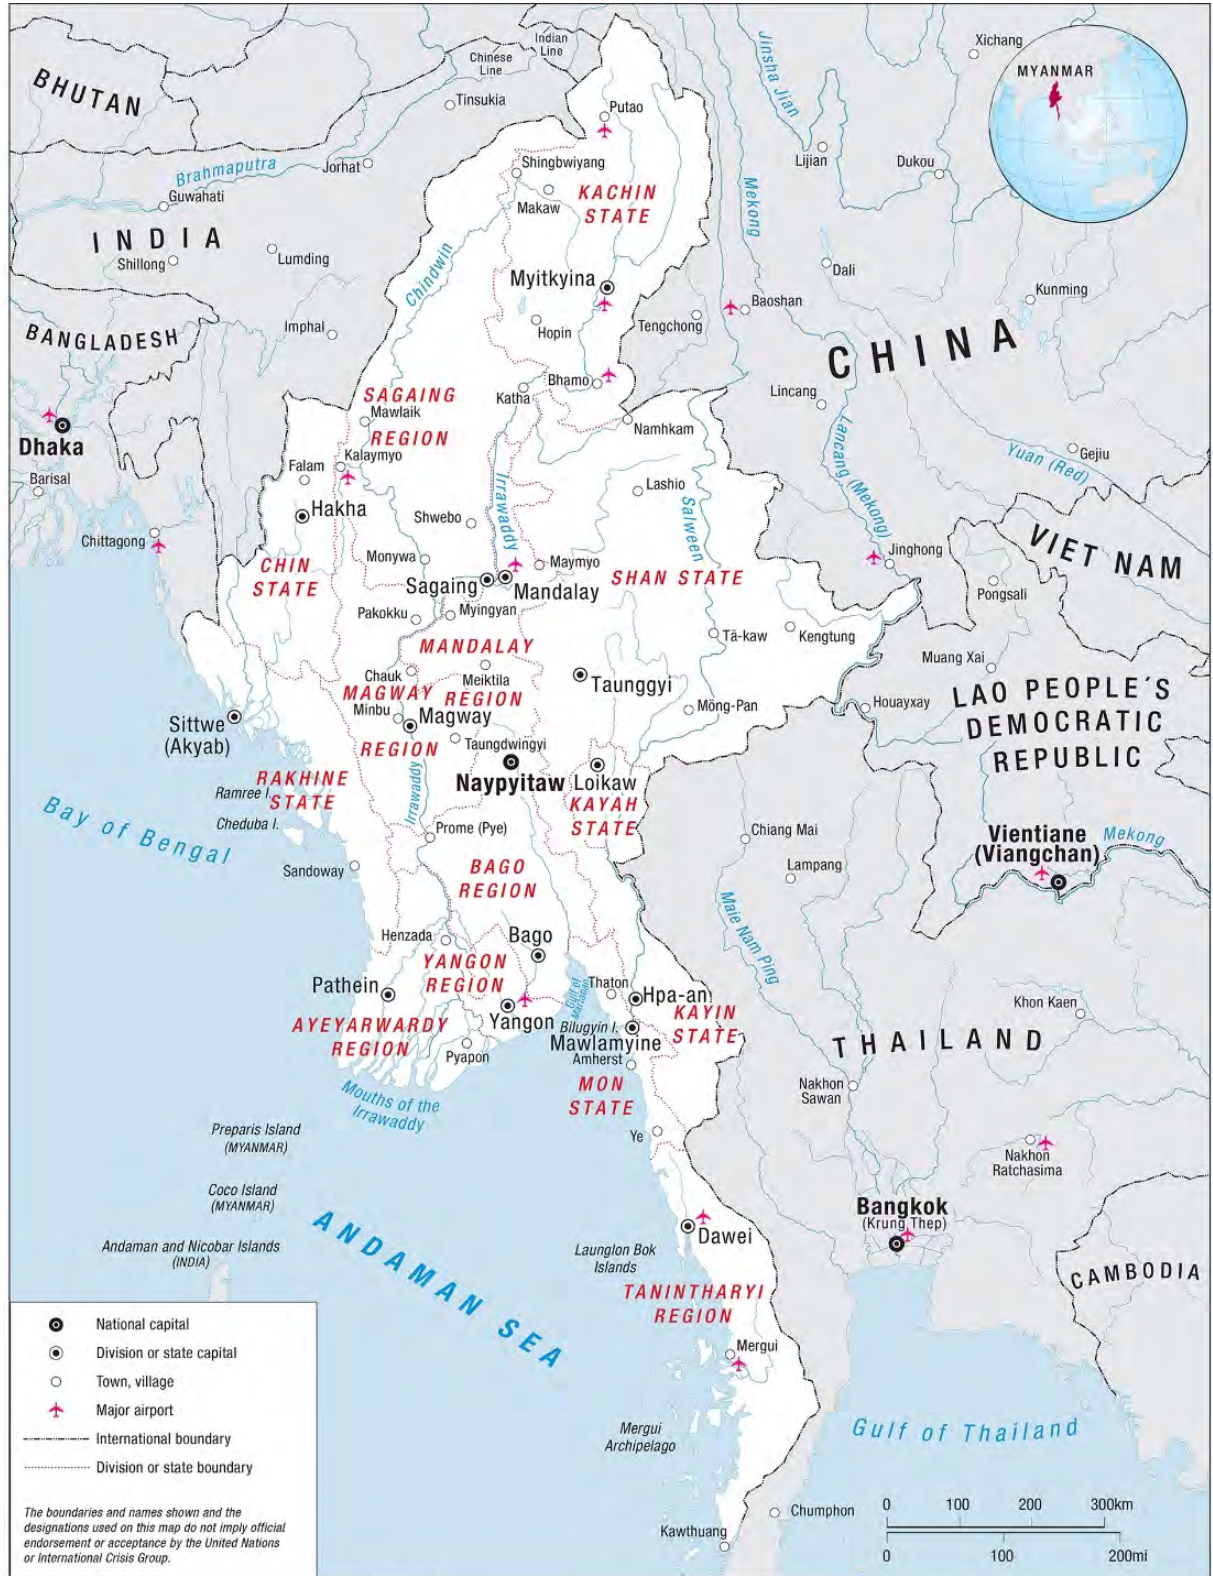 Indian
Line
Chinese
Line
Jinsha Jian
Xichang
MYANMAR
BHUTAN
Tinsukia
Putao
Lijian
Dukou
Brahmaputra
Jorhat
Shingbwiyang
Guwahati
Makaw
KACHIN
STATE
Mekong
INDIA
Shillong
Lumding
Chindwin
Myitkyina
Dali
Kunming
Baoshan
Imphal
Hopin
Tengchong
BANGLADESH
CHINA
Bhamo
Katha
Lincang
SAGAING
Mawlaik
REGION
Namhkam
Dhaka
Lancang (Mekong)
Yuan (Red)
Gejiu
Barisal
Falam
Kalaymyo
Irrawaddy
Lashio
Salween
Hakha
Shwebo
Chittagong
Monywa
Maymyo
Jinghong
VIET NAM
CHIN
STATE
Sagaing
Mandalay
SHAN STATE
Pongsali
Pakokku
Myingyan
Tā-kaw
Kengtung
MANDALAY
Muang Xai
Chauk
Meiktila
Taunggyi
MAGWAY
REGION
Minbu
Magway
Möng-Pan
Houayxay
LAO PEOPLE´S
DEMOCRATIC
REPUBLIC
Sittwe
(Akyab)
REGION
Taungdwingyi
Naypyitaw
Loikaw
RAKHINE
STATE
Ramree I.
Cheduba I.
Irrawaddy
KAYAH
STATE
Bay of Bengal
Prome (Pye)
Chiang Mai
Vientiane
(Viangchan)
Mekong
Sandoway
BAGO
REGION
Lampang
Maie Nam Ping
Henzada
Bago
YANGON
REGION
Pathein
Gulf of
Martaban
Thaton
Hpa-an
Khon Kaen
AYEYARWARDY
REGION
Yangon
Bilugyin I.
KAYIN
STATE
Mawlamyine
Pyapon
Amherst
THAILAND
MON
STATE
Nakhon
Sawan
Mouths of the
Irrawaddy
Preparis Island
(MYANMAR)
Ye
Nakhon
Ratchasima
Coco Island
(MYANMAR)
Bangkok
(Krung Thep)
ANDAMAN SEA
Dawei
Andaman and Nicobar Islands
(INDIA)
Launglon Bok
Islands
CAMBODIA
TANINTHARYI
REGION
Mergui
Mergui
Archipelago
Gulf of Thailand
Chumphon
Kawthuang
National capital
Division or state capital
Town, village
Major airport
International boundary
Division or state boundary
The boundaries and names shown and the
designations used on this map do not imply official
endorsement or acceptance by the United Nations
or International Crisis Group.
0 100 200 300km
0 100 200mi